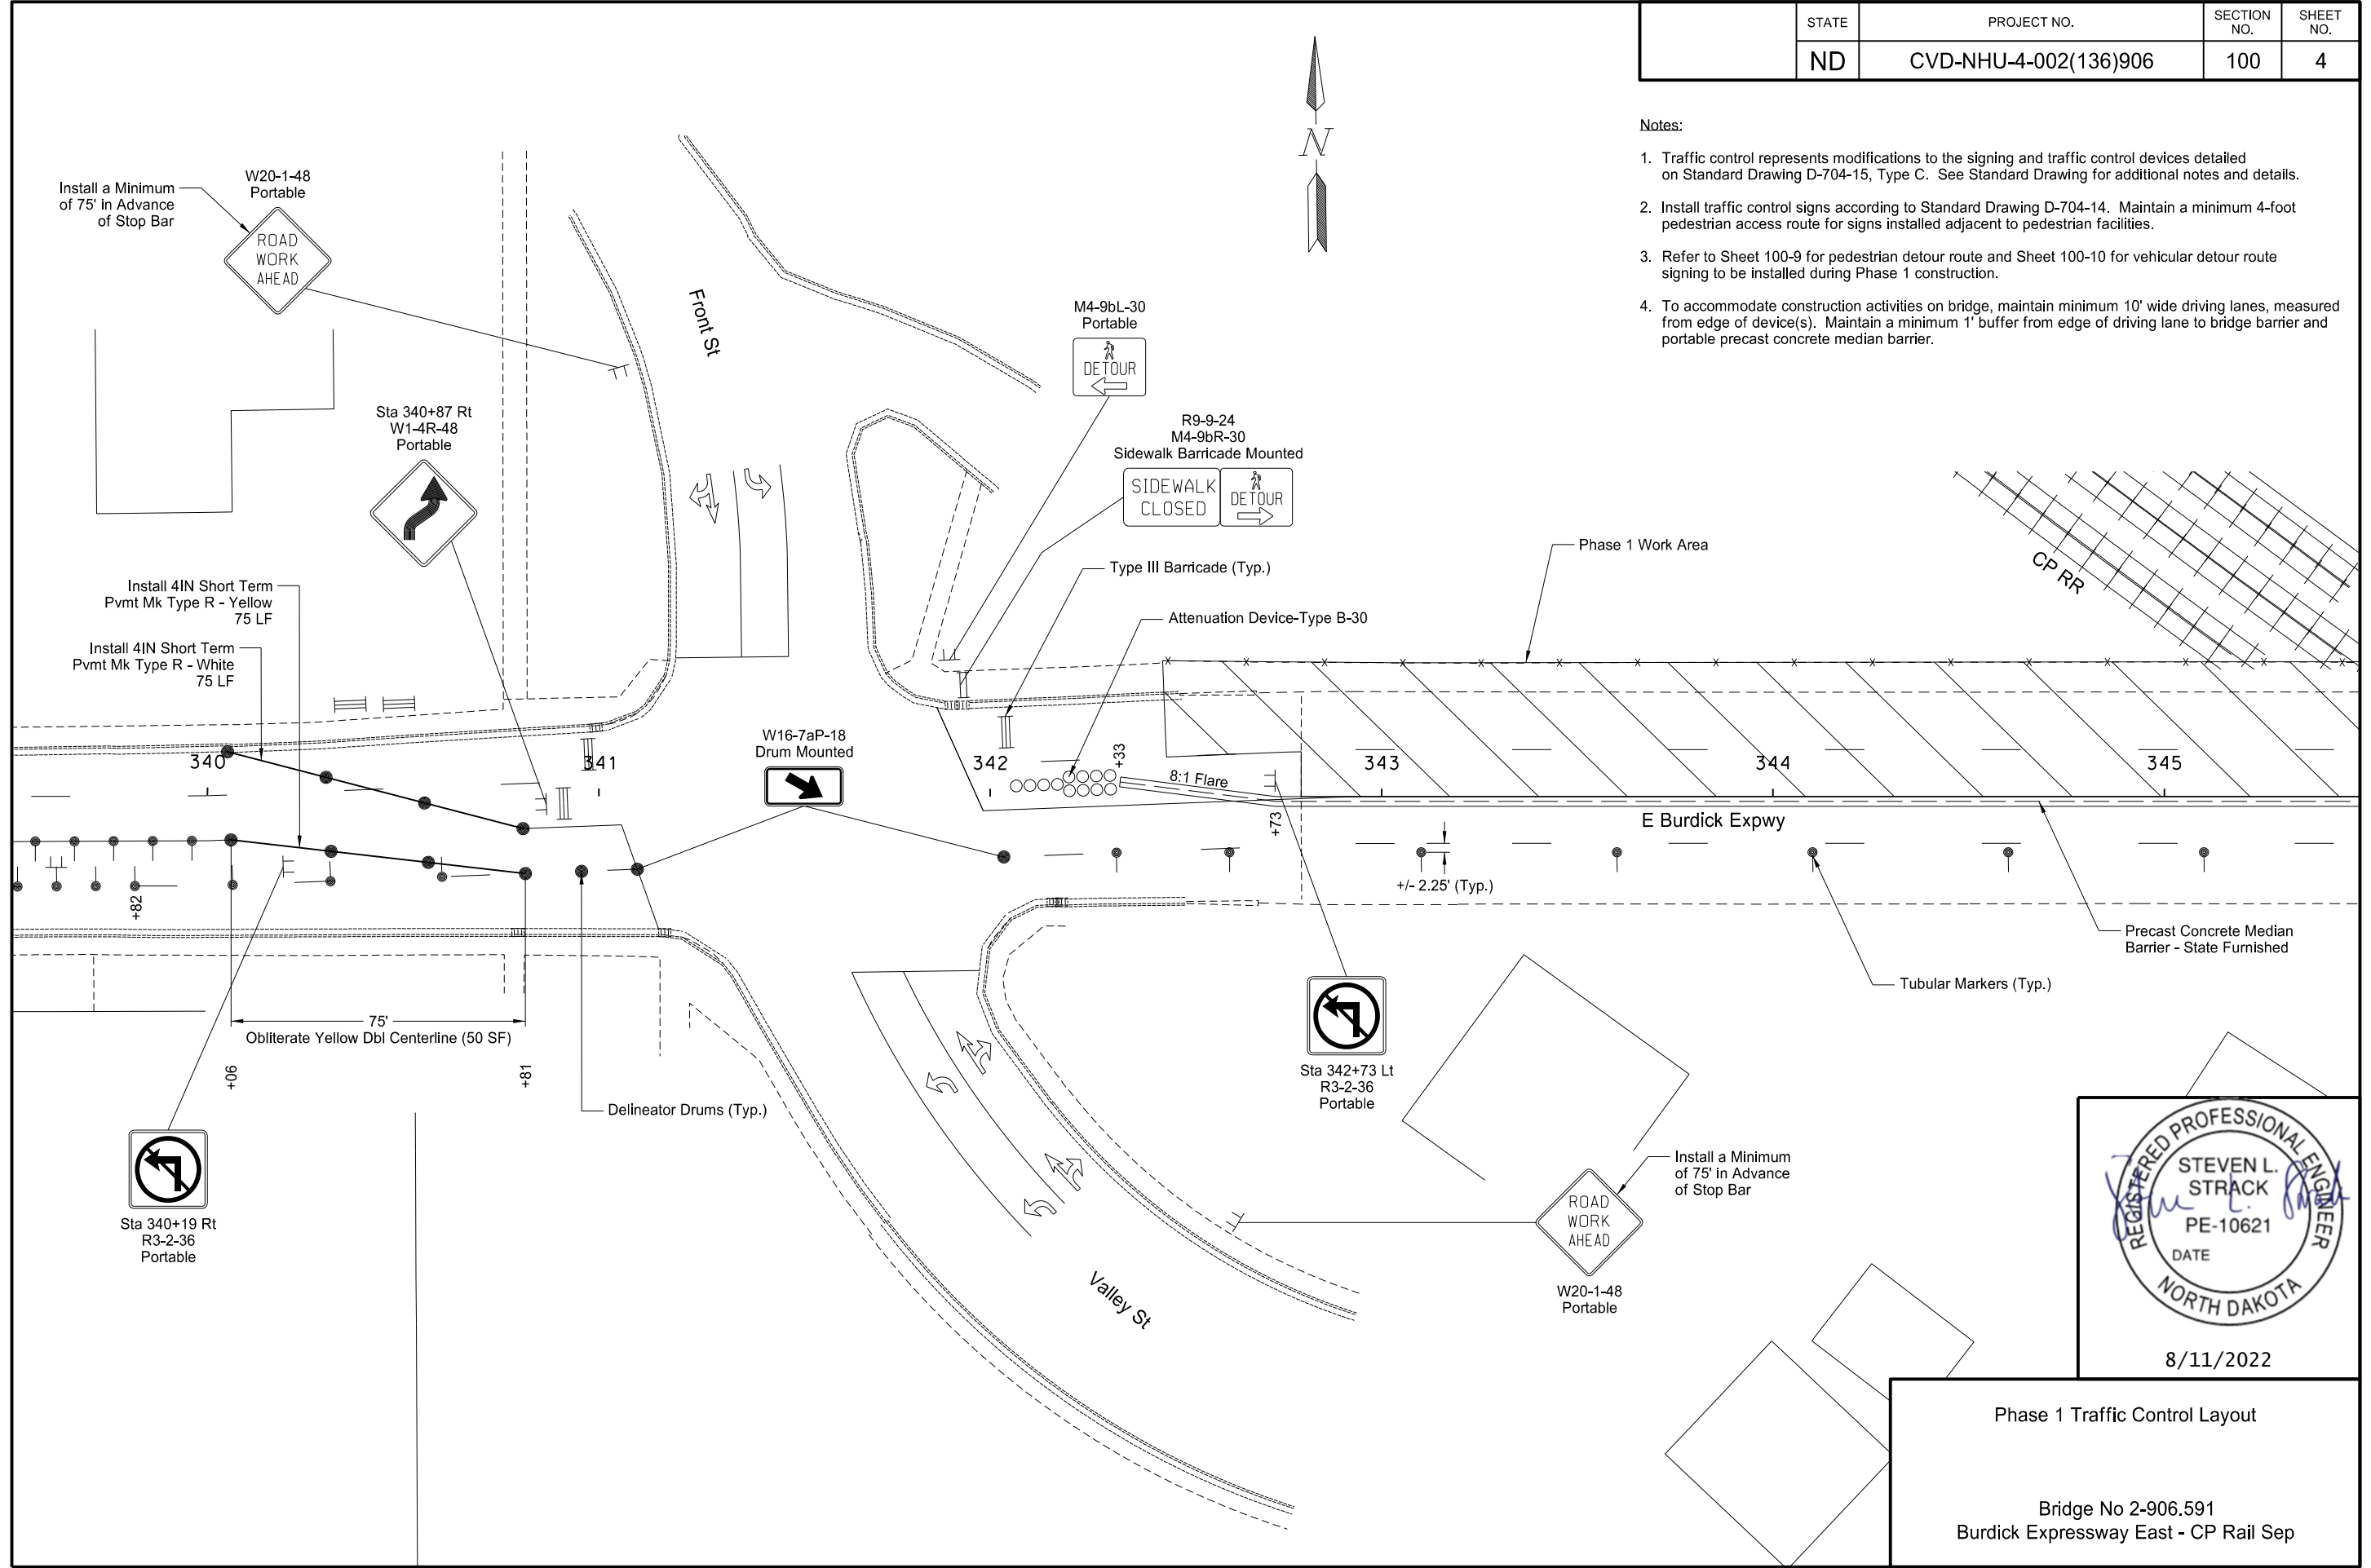 STATE
PROJECT NO.
SECTION NO.
SHEET NO.
ND
CVD-NHU-4-002(136)906
100
4
Notes:
1. Traffic control represents modifications to the signing and traffic control devices detailed
on Standard Drawing D-704-15, Type C. See Standard Drawing for additional notes and details.
2. Install traffic control signs according to Standard Drawing D-704-14. Maintain a minimum 4-foot
pedestrian access route for signs installed adjacent to pedestrian facilities.
3. Refer to Sheet 100-9 for pedestrian detour route and Sheet 100-10 for vehicular detour route
signing to be installed during Phase 1 construction.
4. To accommodate construction activities on bridge, maintain minimum 10' wide driving lanes, measured
from edge of device(s). Maintain a minimum 1' buffer from edge of driving lane to bridge barrier and
portable precast concrete median barrier.
N
Install a Minimum
of 75' in Advance
of Stop Bar
W20-1-48
Portable
ROAD
WORK
AHEAD
Front St
M4-9bL-30
Portable
DETOUR
Sta 340+87 Rt
W1-4R-48
Portable
R9-9-24
M4-9bR-30
Sidewalk Barricade Mounted
SIDEWALK
CLOSED
DETOUR
Type III Barricade (Typ.)
Phase 1 Work Area
CP RR
Install 4IN Short Term
Pvmt Mk Type R - Yellow
75 LF
Attenuation Device-Type B-30
Install 4IN Short Term
Pvmt Mk Type R - White
75 LF
W16-7aP-18
Drum Mounted
340
341
342
+33
8:1 Flare
343
344
345
+73
E Burdick Expwy
+82
+/- 2.25' (Typ.)
Precast Concrete Median
Barrier - State Furnished
Tubular Markers (Typ.)
75'
Obliterate Yellow Dbl Centerline (50 SF)
+06
+81
Delineator Drums (Typ.)
Sta 342+73 Lt
R3-2-36
Portable
Sta 340+19 Rt
R3-2-36
Portable
Install a Minimum
of 75' in Advance
of Stop Bar
ROAD
WORK
AHEAD
W20-1-48
Portable
Valley St
REGISTERED PROFESSIONAL ENGINEER
STEVEN L.
STRACK
PE-10621
DATE
NORTH DAKOTA
8/11/2022
Phase 1 Traffic Control Layout
Bridge No 2-906.591
Burdick Expressway East - CP Rail Sep